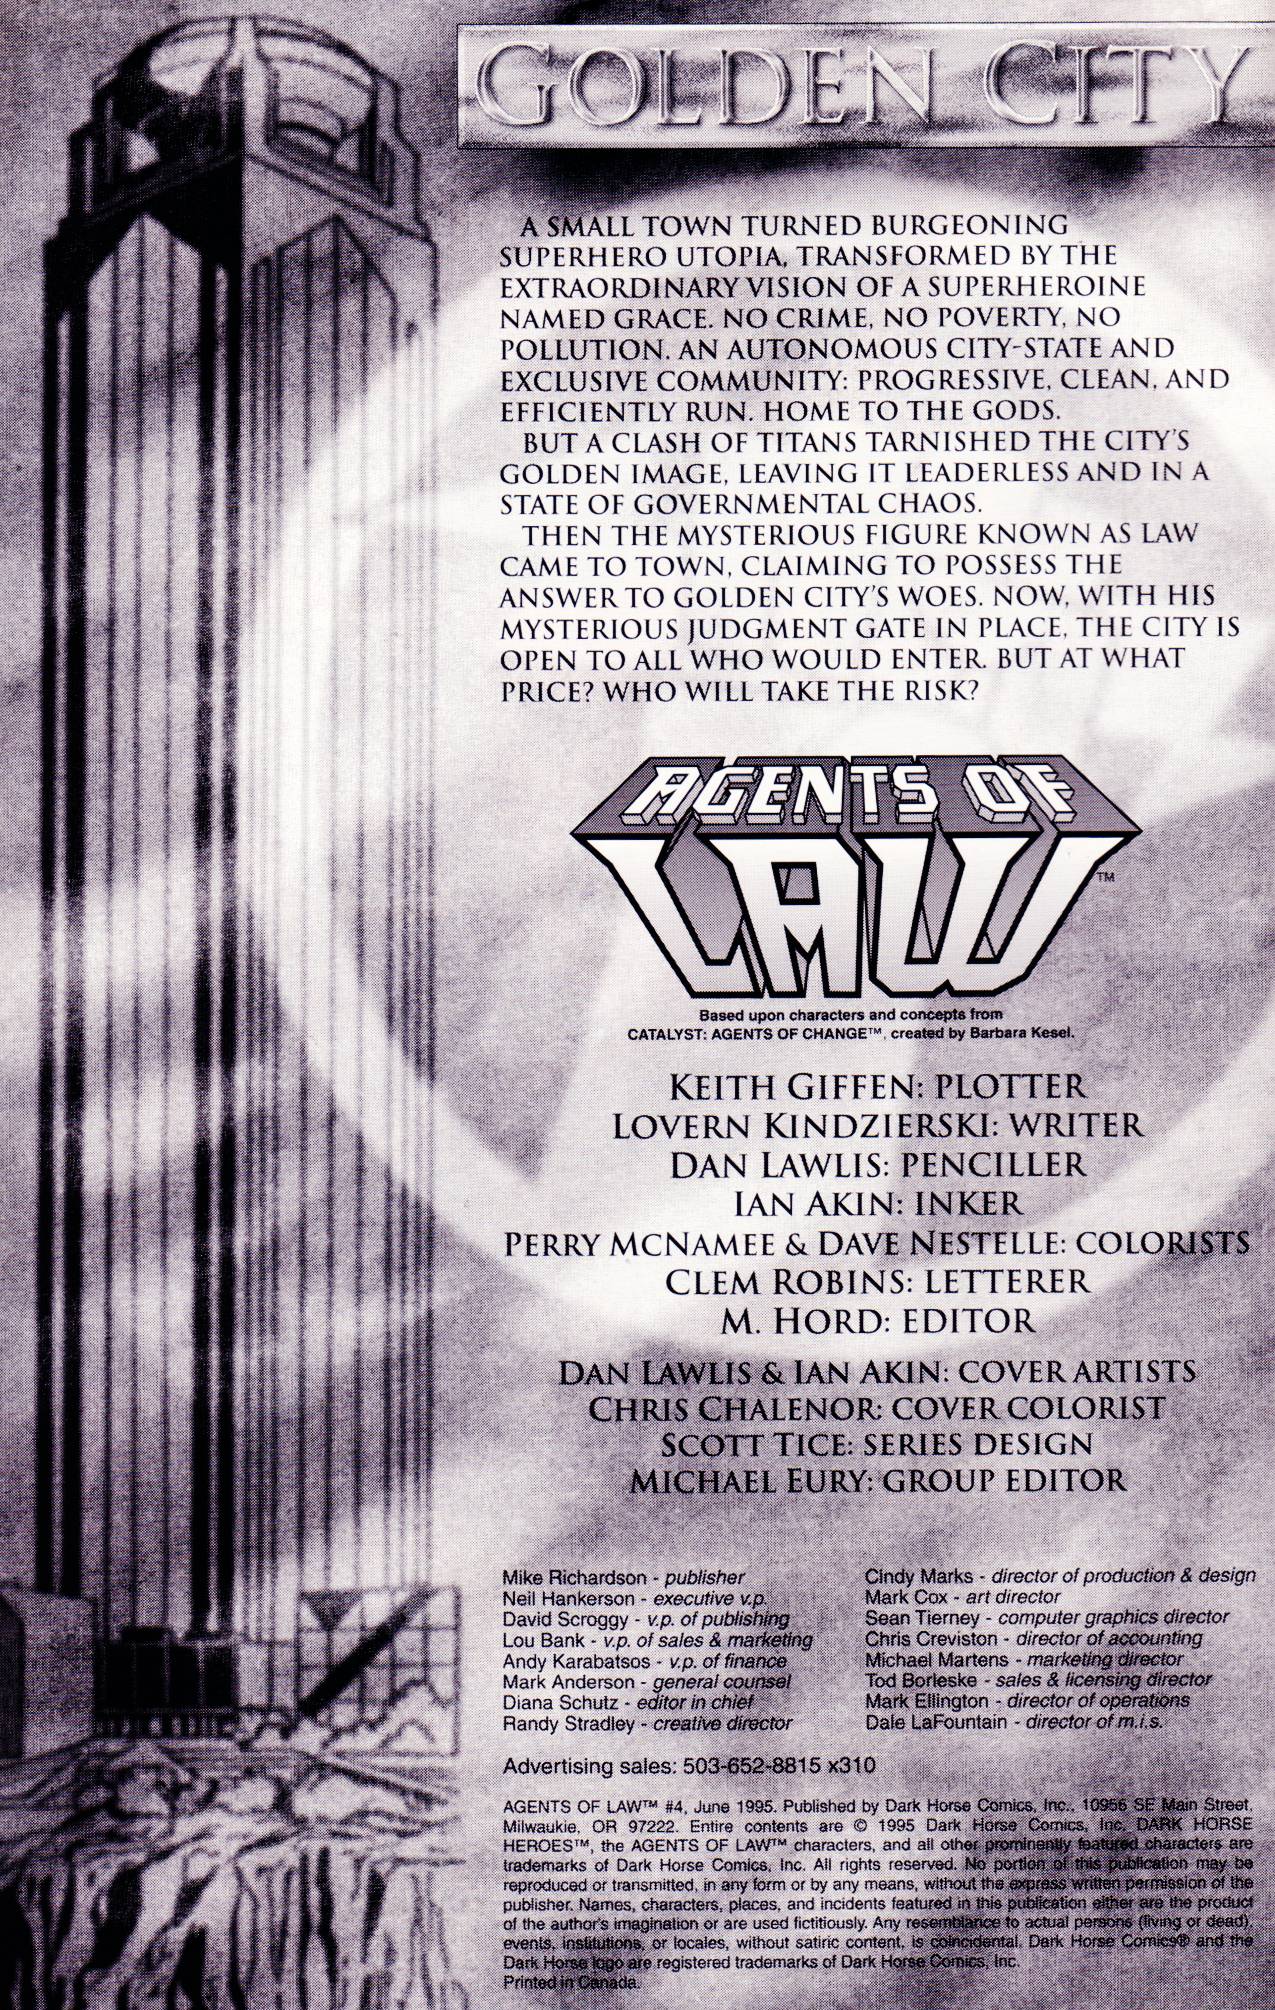 GOLDEN CITY
A SMALL TOWN TURNED BURGEONING
SUPERHERO UTOPIA, TRANSFORMED BY THE
EXTRAORDINARY VISION OF A SUPERHEROINE
NAMED GRACE. NO CRIME, NO POVERTY, NO
POLLUTION. AN AUTONOMOUS CITY-STATE AND
EXCLUSIVE COMMUNITY: PROGRESSIVE, CLEAN, AND
EFFICIENTLY RUN. HOME TO THE GODS.
BUT A CLASH OF TITANS TARNISHED THE CITY'S
GOLDEN IMAGE, LEAVING IT LEADERLESS AND IN A
STATE OF GOVERNMENTAL CHAOS.
THEN THE MYSTERIOUS FIGURE KNOWN AS LAW
CAME TO TOWN, CLAIMING TO POSSESS THE
ANSWER TO GOLDEN CITY'S WOES. NOW, WITH HIS
MYSTERIOUS JUDGMENT GATE IN PLACE, THE CITY IS
OPEN TO ALL WHO WOULD ENTER. BUT AT WHAT
PRICE? WHO WILL TAKE THE RISK?
AGENTS OF
LAW™
Based upon characters and concepts from
CATALYST: AGENTS OF CHANGE™, created by Barbara Kesel.
KEITH GIFFEN: PLOTTER
LOVERN KINDZIERSKI: WRITER
DAN LAWLIS: PENCILLER
IAN AKIN: INKER
PERRY MCNAMEE & DAVE NESTELLE: COLORISTS
CLEM ROBINS: LETTERER
M. HORD: EDITOR
DAN LAWLIS & IAN AKIN: COVER ARTISTS
CHRIS CHALENOR: COVER COLORIST
SCOTT TICE: SERIES DESIGN
MICHAEL EURY: GROUP EDITOR
Mike Richardson - publisher
Neil Hankerson - executive v.p.
David Scroggy - v.p. of publishing
Lou Bank - v.p. of sales & marketing
Andy Karabatsos - v.p. of finance
Mark Anderson - general counsel
Diana Schutz - editor in chief
Randy Stradley - creative director
Cindy Marks - director of production & design
Mark Cox - art director
Sean Tierney - computer graphics director
Chris Creviston - director of accounting
Michael Martens - marketing director
Tod Borleske - sales & licensing director
Mark Ellington - director of operations
Dale LaFountain - director of m.i.s.
Advertising sales: 503-652-8815 x310
AGENTS OF LAW™ #4, June 1995. Published by Dark Horse Comics, Inc., 10956 SE Main Street,
Milwaukie, OR 97222. Entire contents are © 1995 Dark Horse Comics, Inc. DARK HORSE
HEROES™, the AGENTS OF LAW™ characters, and all other prominently featured characters are
trademarks of Dark Horse Comics, Inc. All rights reserved. No portion of this publication may be
reproduced or transmitted, in any form or by any means, without the express written permission of the
publisher. Names, characters, places, and incidents featured in this publication either are the product
of the author's imagination or are used fictitiously. Any resemblance to actual persons (living or dead),
events, institutions, or locales, without satiric content, is coincidental. Dark Horse Comics® and the
Dark Horse logo are registered trademarks of Dark Horse Comics, Inc.
Printed in Canada.